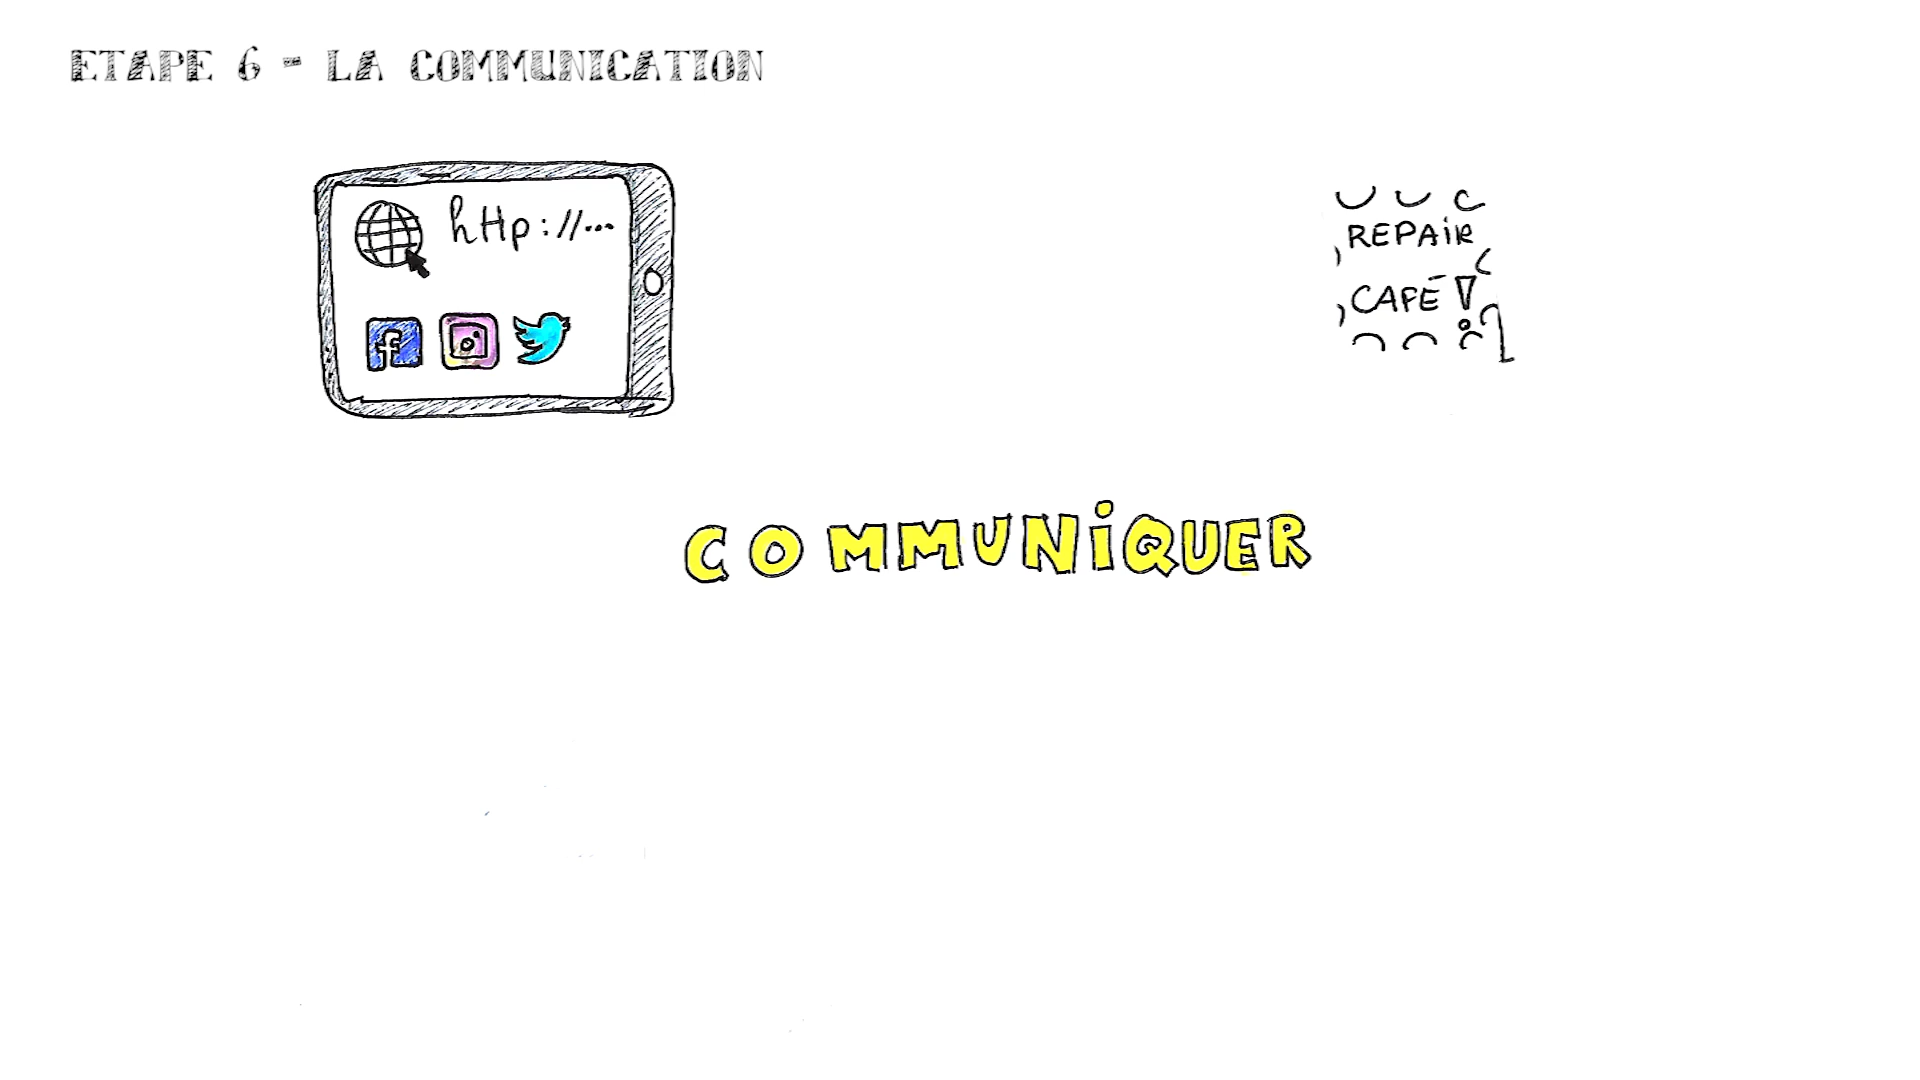 ETAPE 6 - LA COMMUNICATION
http://...
f
REPAiR
CAFÉ !
COMMUNiQUER